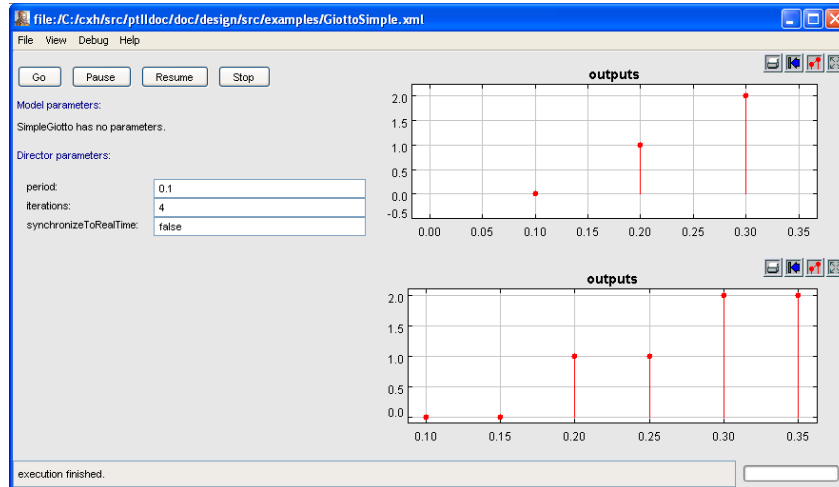 file:/C:/cxh/src/ptIIdoc/doc/design/src/examples/GiottoSimple.xml
File View Debug Help
Go Pause Resume Stop
Model parameters:
SimpleGiotto has no parameters.
Director parameters:
period: 0.1
iterations: 4
synchronizeToRealTime: false
outputs
2.0
1.5
1.0
0.5
0.0
-0.5
0.00 0.05 0.10 0.15 0.20 0.25 0.30 0.35
outputs
2.0
1.5
1.0
0.5
0.0
0.10 0.15 0.20 0.25 0.30 0.35
execution finished.